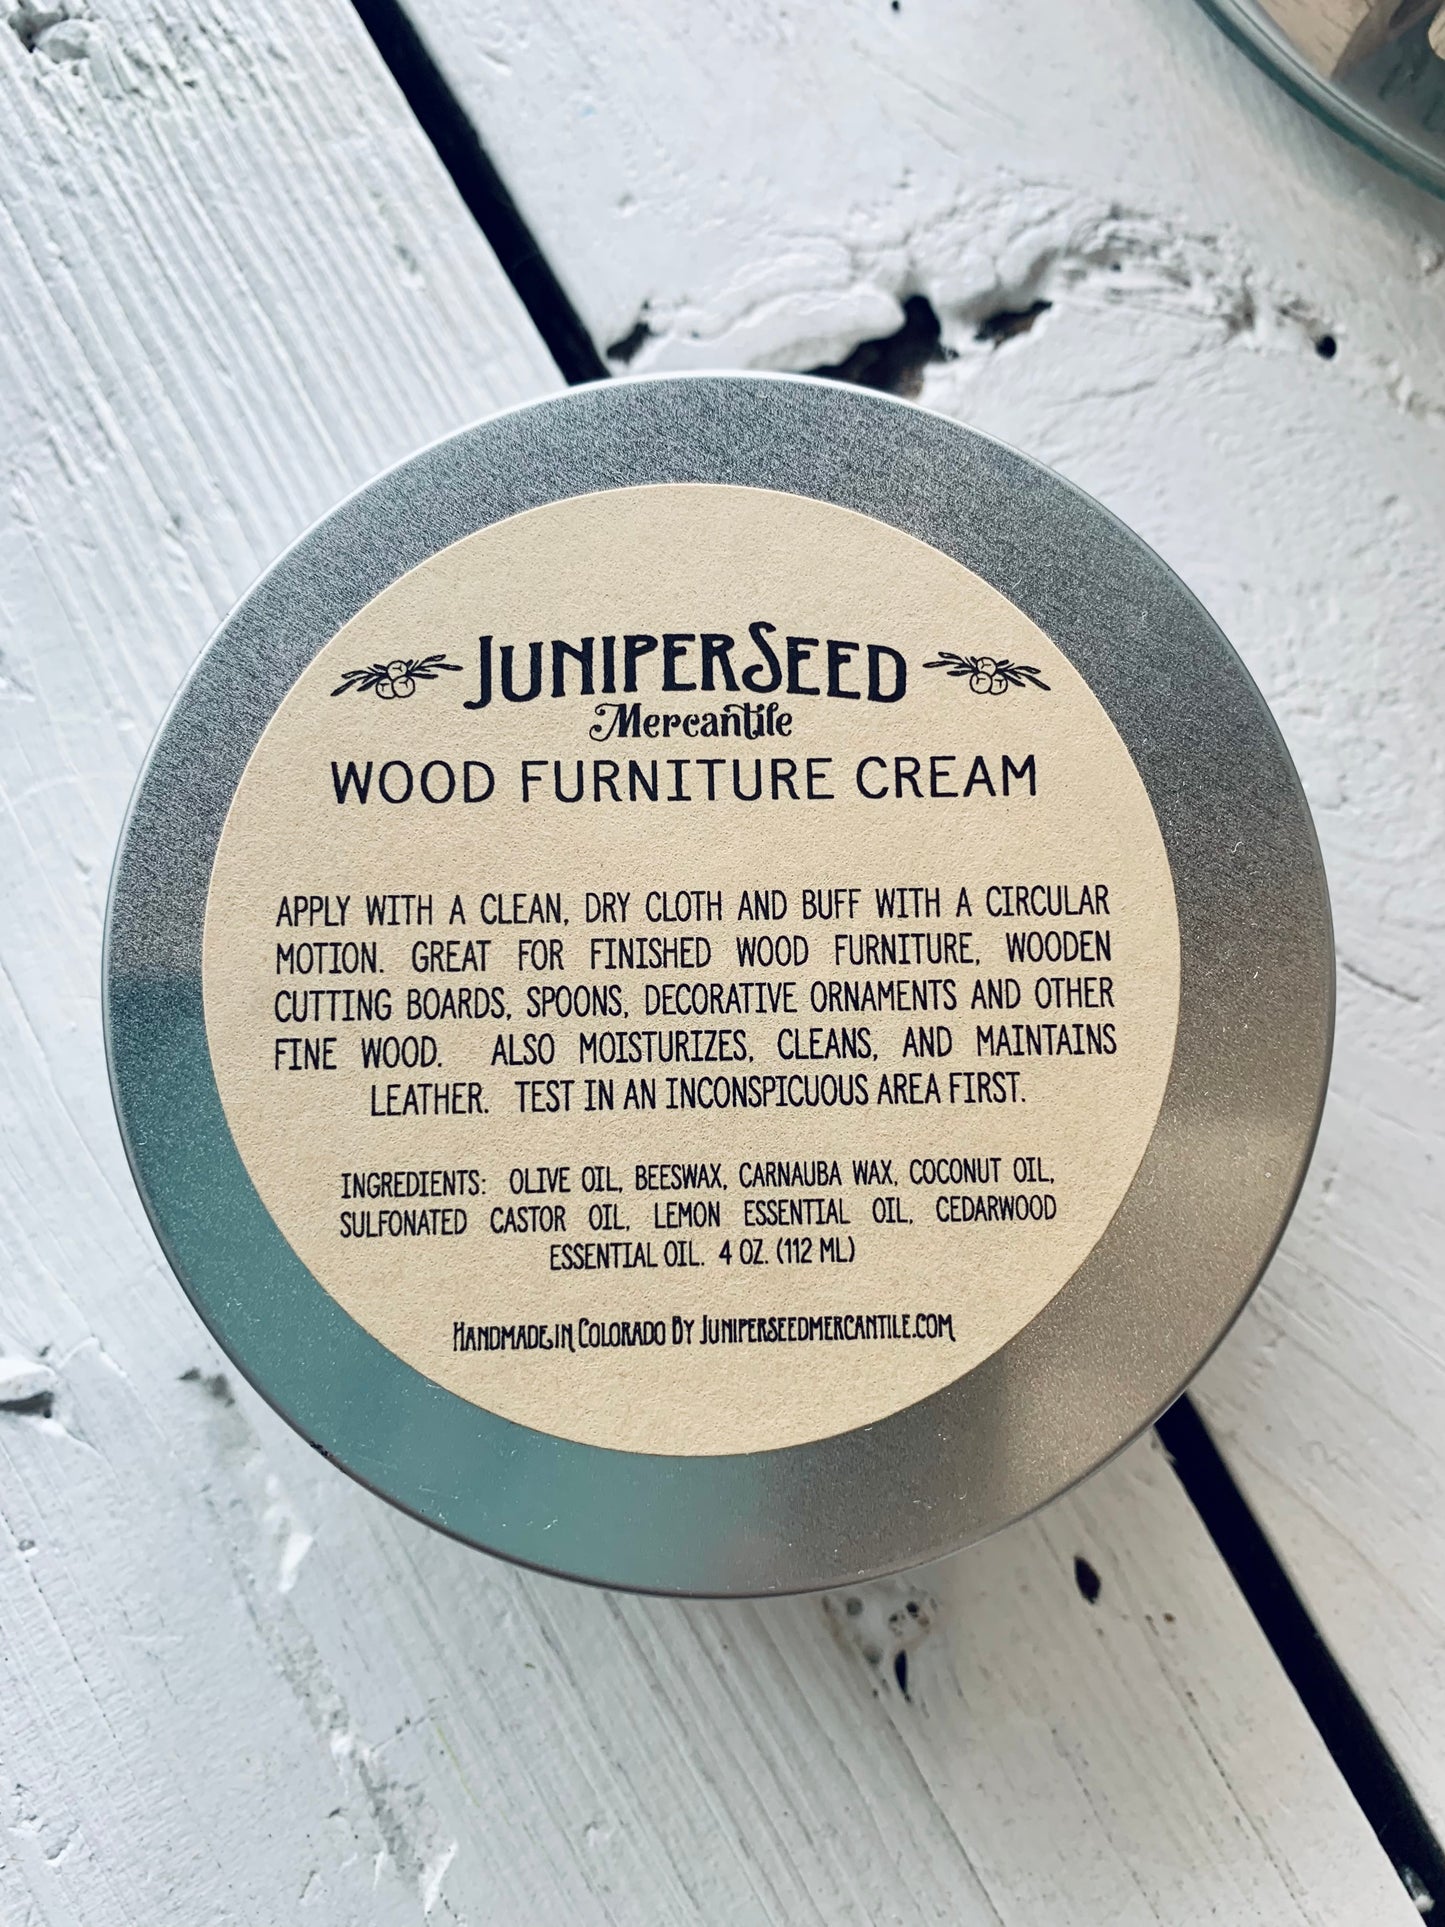 JUNIPERSEED
Mercantile
WOOD FURNITURE CREAM
APPLY WITH A CLEAN, DRY CLOTH AND BUFF WITH A CIRCULAR
MOTION. GREAT FOR FINISHED WOOD FURNITURE, WOODEN
CUTTING BOARDS, SPOONS, DECORATIVE ORNAMENTS AND OTHER
FINE WOOD. ALSO MOISTURIZES, CLEANS, AND MAINTAINS
LEATHER. TEST IN AN INCONSPICUOUS AREA FIRST.
INGREDIENTS: OLIVE OIL, BEESWAX, CARNAUBA WAX, COCONUT OIL,
SULFONATED CASTOR OIL, LEMON ESSENTIAL OIL, CEDARWOOD
ESSENTIAL OIL. 4 OZ. (112 ML)
HANDMADE IN COLORADO BY JUNIPERSEEDMERCANTILE.COM